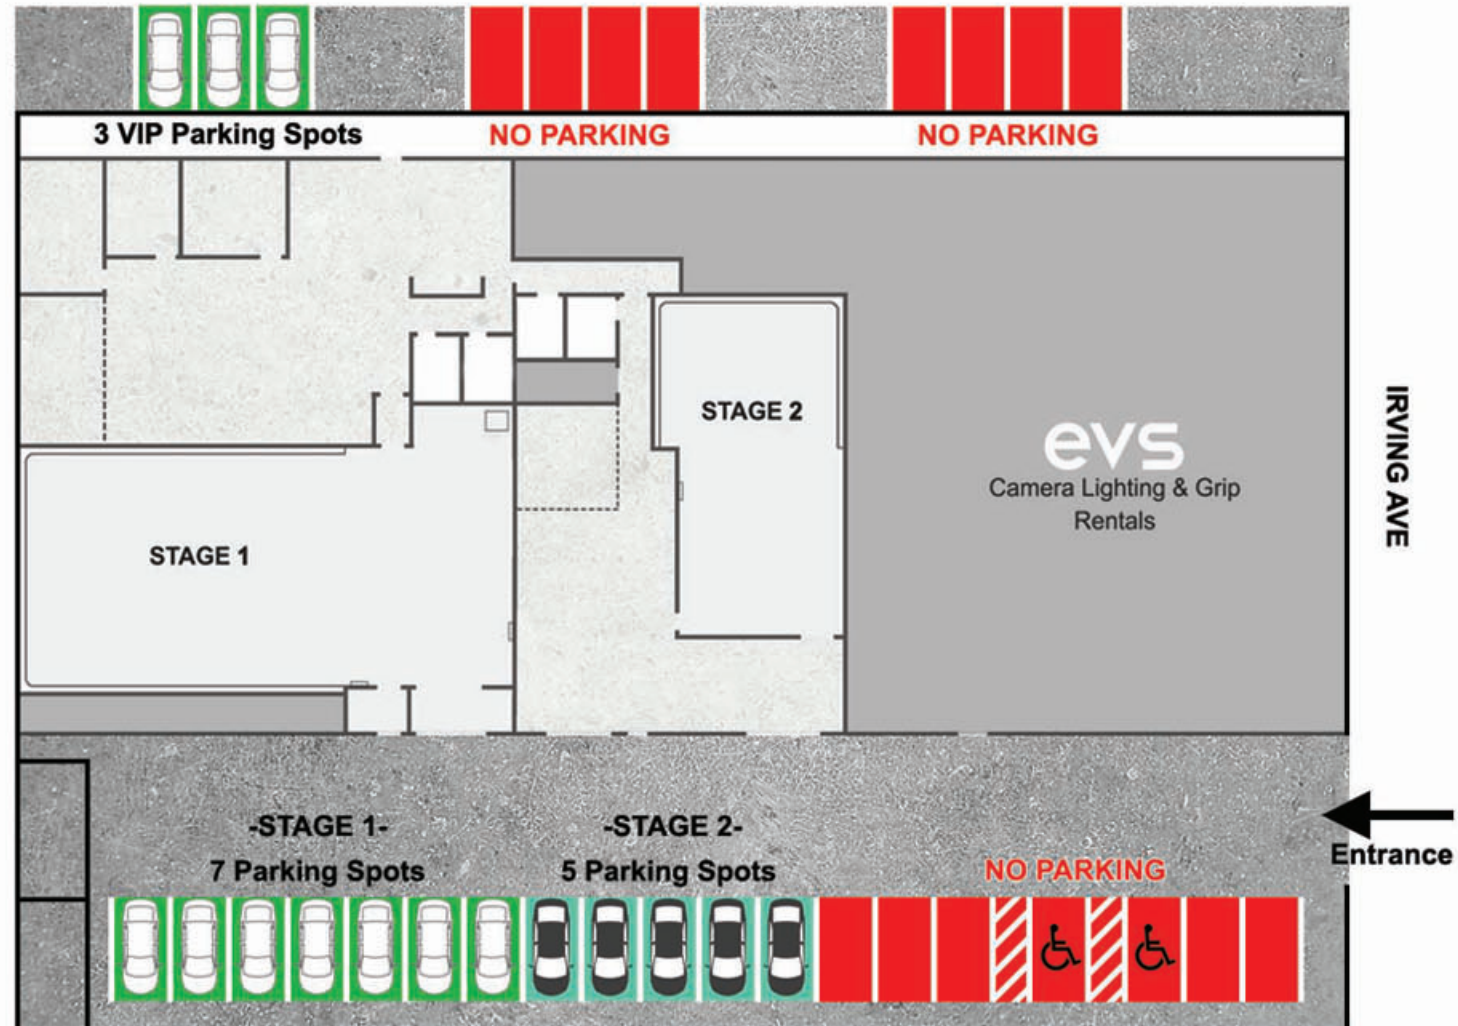 3 VIP Parking Spots
NO PARKING
NO PARKING
STAGE 2
evs
Camera Lighting & Grip
Rentals
IRVING AVE
STAGE 1
-STAGE 1-
7 Parking Spots
-STAGE 2-
5 Parking Spots
NO PARKING
Entrance